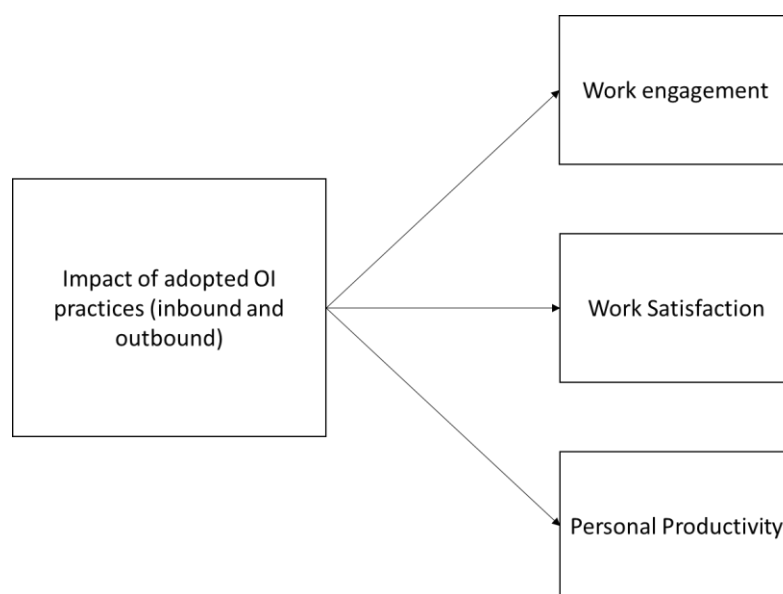 Work engagement
Impact of adopted OI
practices (inbound and
outbound)
Work Satisfaction
Personal Productivity